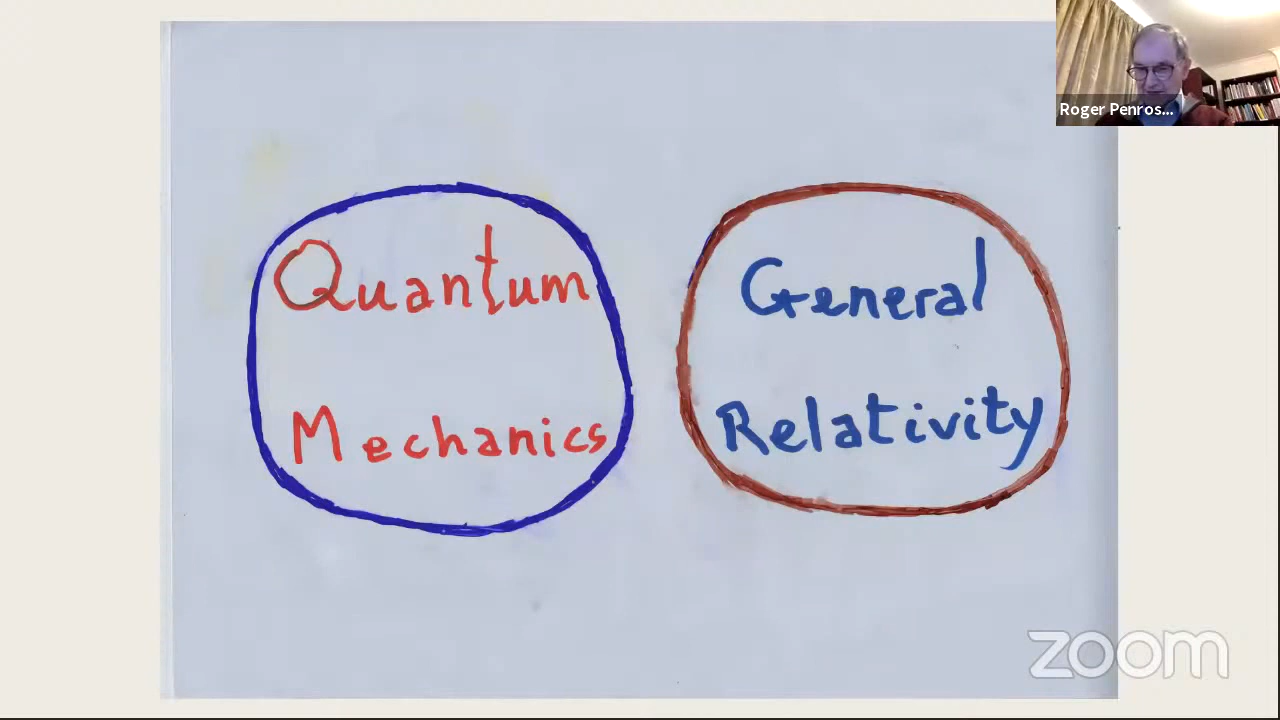 Roger Penros...
Quantum
Mechanics
General
Relativity
zoom